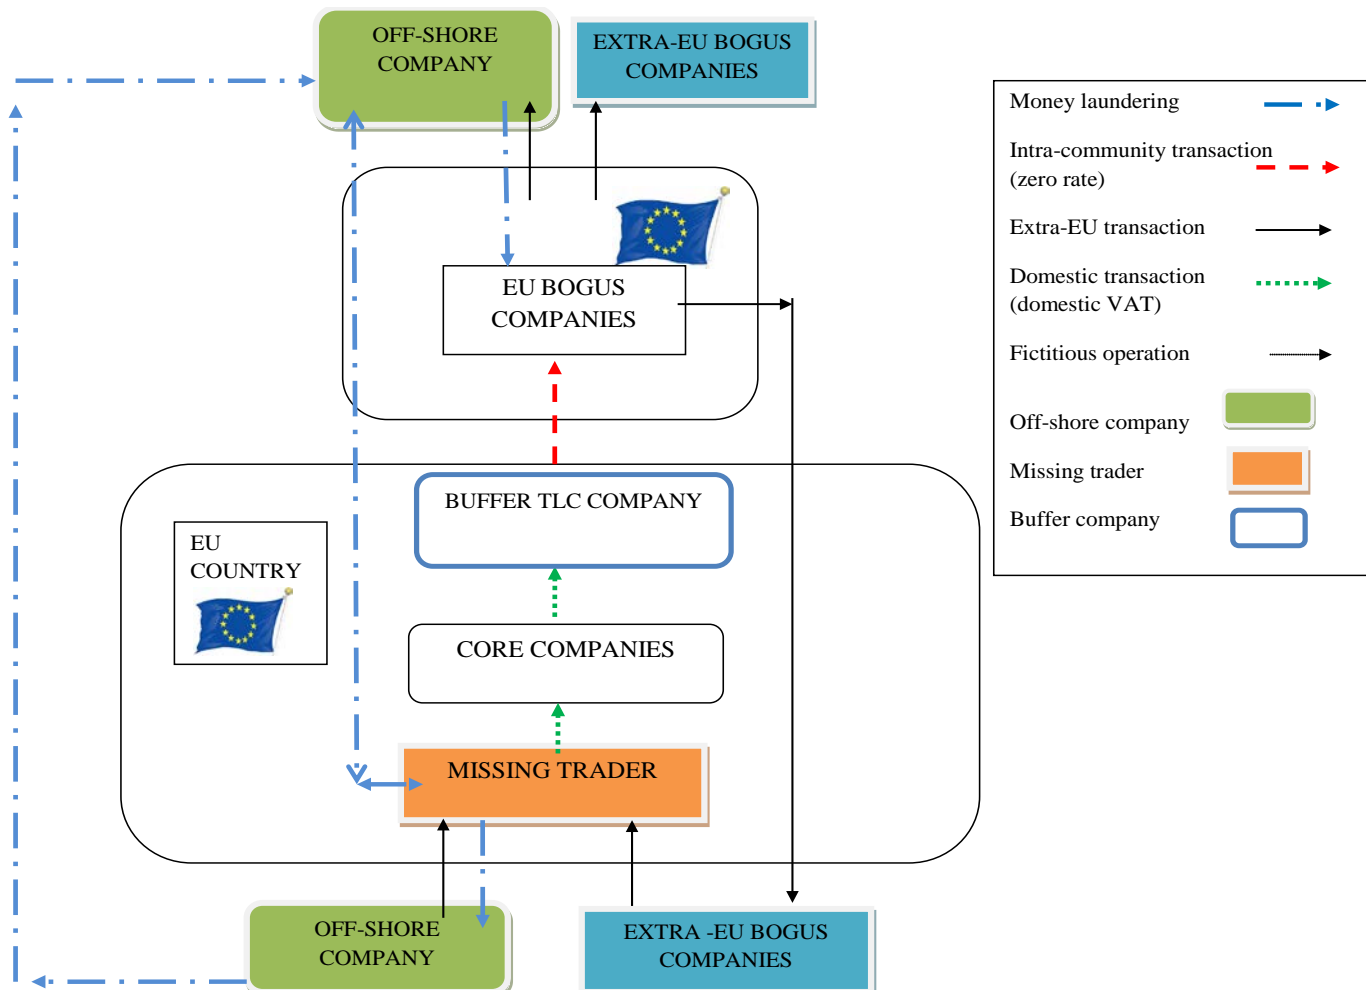 OFF-SHORE
COMPANY
EXTRA-EU BOGUS
COMPANIES
EU BOGUS
COMPANIES
BUFFER TLC COMPANY
EU
COUNTRY
CORE COMPANIES
MISSING TRADER
OFF-SHORE
COMPANY
EXTRA -EU BOGUS
COMPANIES
Money laundering
Intra-community transaction
(zero rate)
Extra-EU transaction
Domestic transaction
(domestic VAT)
Fictitious operation
Off-shore company
Missing trader
Buffer company